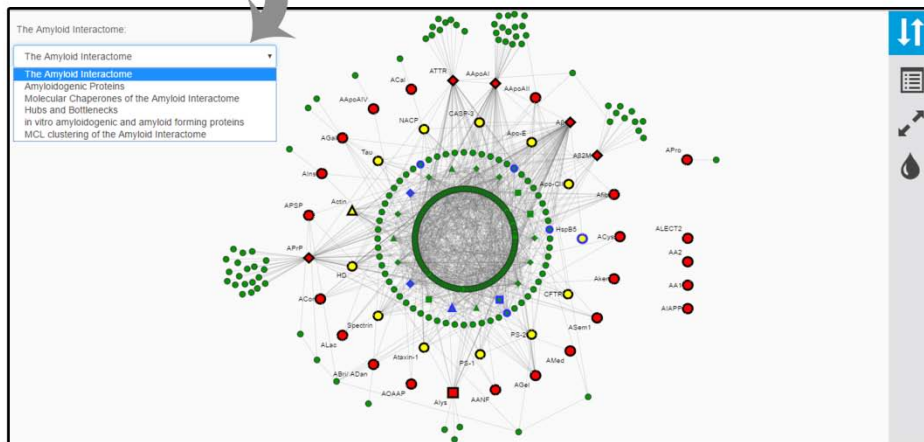 The Amyloid Interactome:
The Amyloid Interactome
The Amyloid Interactome
Amyloidogenic Proteins
Molecular Chaperones of the Amyloid Interactome
Hubs and Bottlenecks
in vitro amyloidogenic and amyloid forming proteins
MCL clustering of the Amyloid Interactome
ATTR
AApoAI
ACal
AApoAII
AApoAIV
NACP
CASP-3
Apo-E
AGal
Tau
Aβ2M
APro
AIns
Apo-CII
Afib
APSP
Actin
HspB5
ACys
ALECT2
APrP
AA2
HD
Aker
AA1
ACor
CFTR
AIAPP
Spectrin
PS-2
ASem1
ALac
Ataxin-1
PS-1
AMed
ABri/ ADan
AGel
AOAAP
Alys
AANF